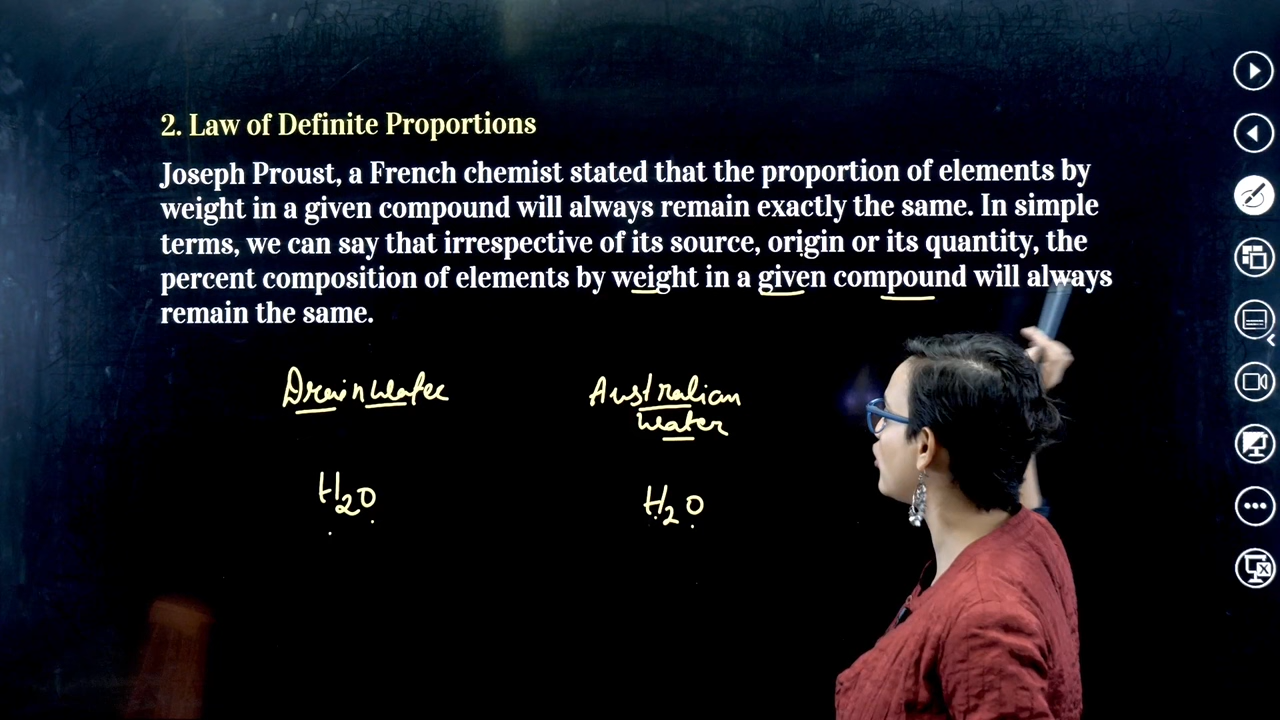 2. Law of Definite Proportions
Joseph Proust, a French chemist stated that the proportion of elements by
weight in a given compound will always remain exactly the same. In simple
terms, we can say that irrespective of its source, origin or its quantity, the
percent composition of elements by weight in a given compound will always
remain the same.
Drain water Australian
water
H₂O H₂O